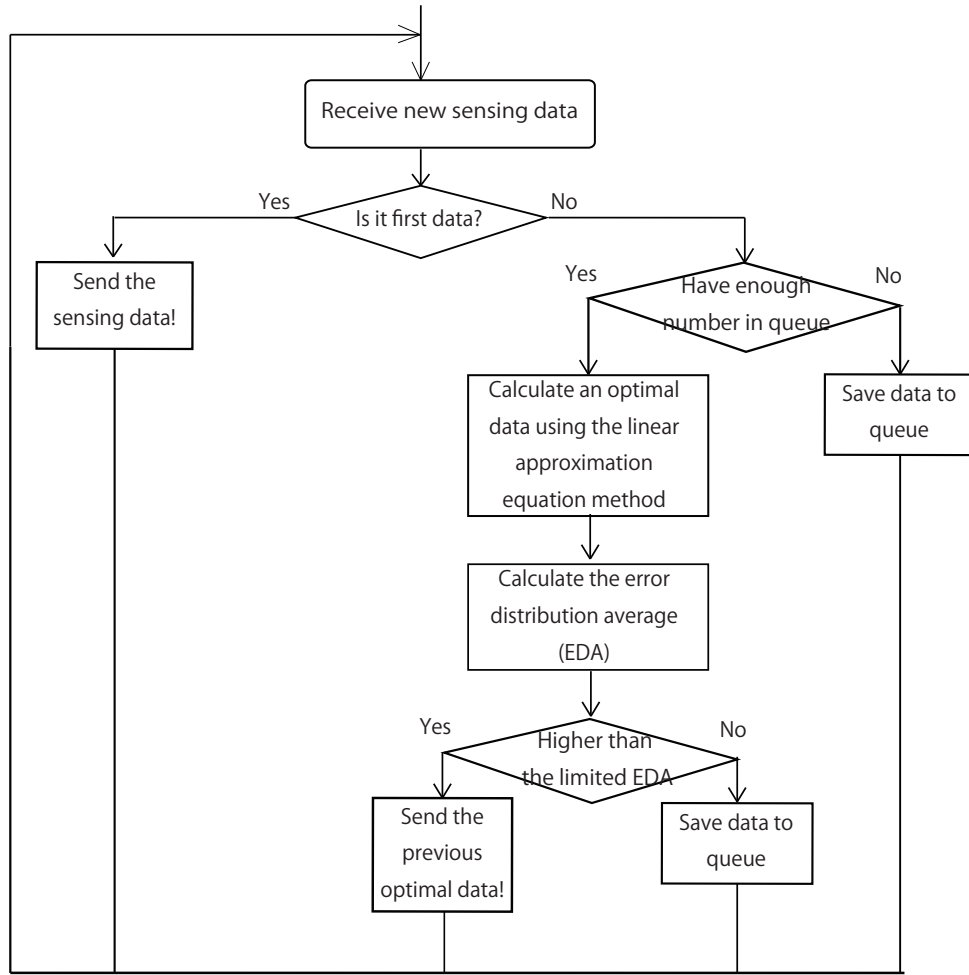 Receive new sensing data
Yes
Is it first data?
No
Send the
sensing data!
Yes
Have enough
number in queue
No
Calculate an optimal
data using the linear
approximation
equation method
Save data to
queue
Calculate the error
distribution average
(EDA)
Yes
Higher than
the limited EDA
No
Send the
previous
optimal data!
Save data to
queue